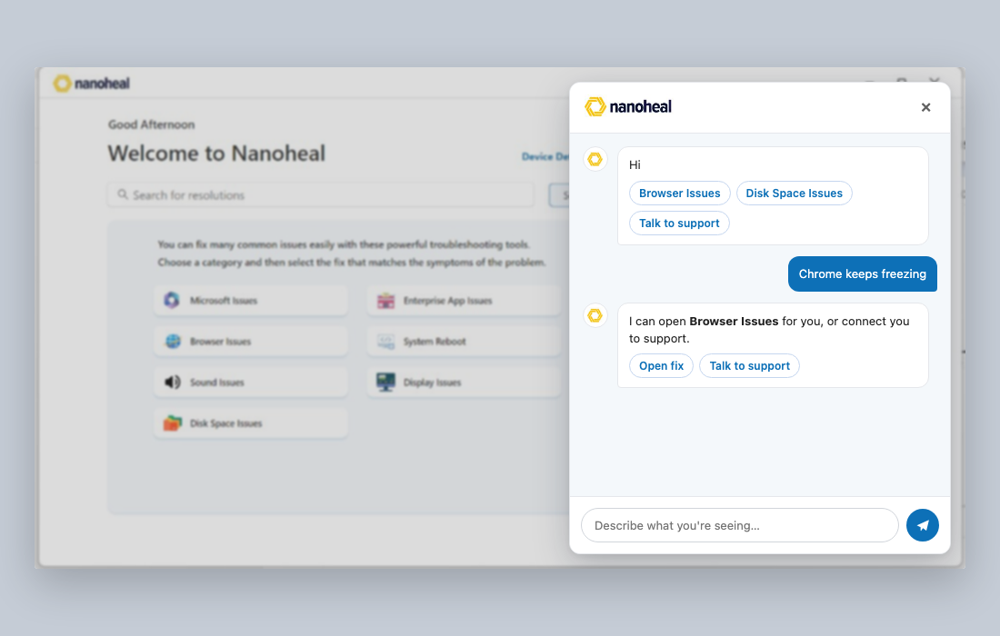 nanoheal
Good Afternoon
Welcome to Nanoheal
Device De
Search for resolutions
S
You can fix many common issues easily with these powerful troubleshooting tools.
Choose a category and then select the fix that matches the symptoms of the problem.
Microsoft Issues
Enterprise App Issues
Browser Issues
System Reboot
Sound Issues
Display Issues
Disk Space Issues
nanoheal
Hi
Browser Issues
Disk Space Issues
Talk to support
Chrome keeps freezing
I can open Browser Issues for you, or connect you
to support.
Open fix
Talk to support
Describe what you're seeing...